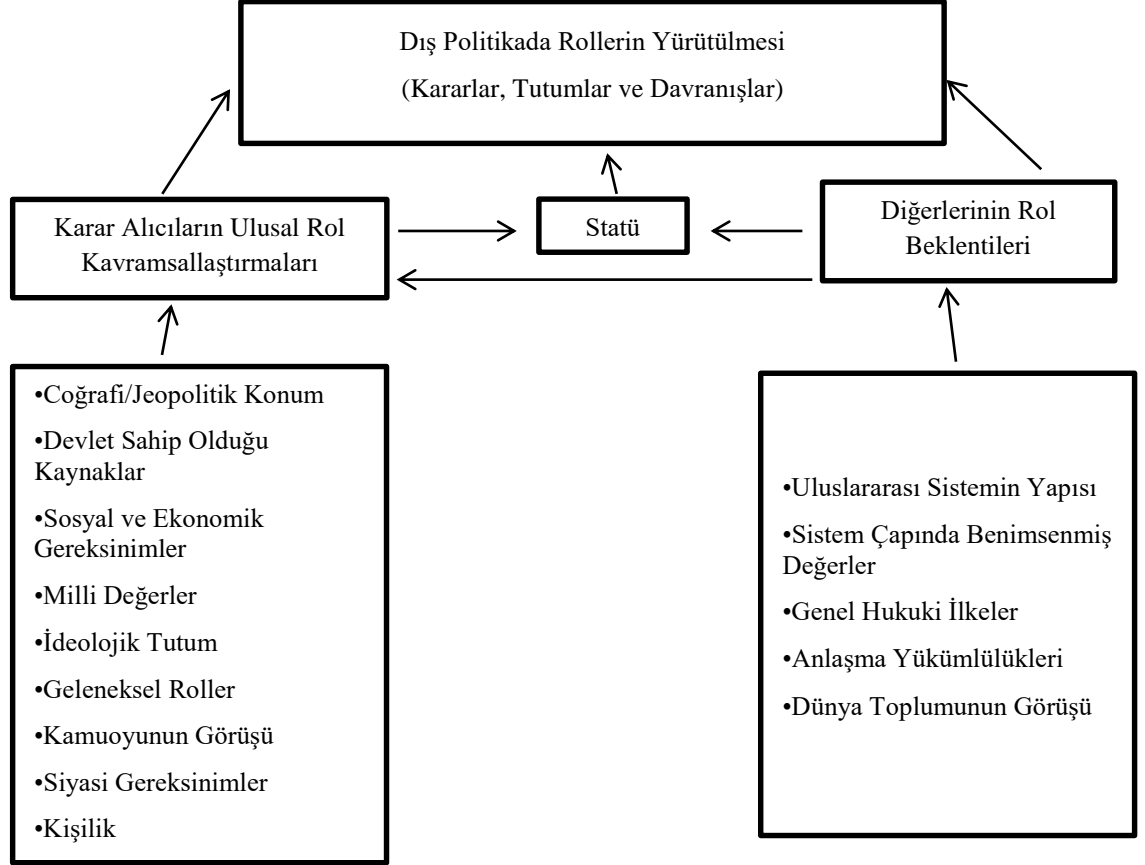 Dış Politikada Rollerin Yürütülmesi
(Kararlar, Tutumlar ve Davranışlar)
Karar Alıcıların Ulusal Rol
Kavramsallaştırmaları
Statü
Diğerlerinin Rol
Beklentileri
•Coğrafi/Jeopolitik Konum
•Devlet Sahip Olduğu
Kaynaklar
•Sosyal ve Ekonomik
Gereksinimler
•Milli Değerler
•İdeolojik Tutum
•Geleneksel Roller
•Kamuoyunun Görüşü
•Siyasi Gereksinimler
•Kişilik
•Uluslararası Sistemin Yapısı
•Sistem Çapında Benimsenmiş
Değerler
•Genel Hukuki İlkeler
•Anlaşma Yükümlülükleri
•Dünya Toplumunun Görüşü